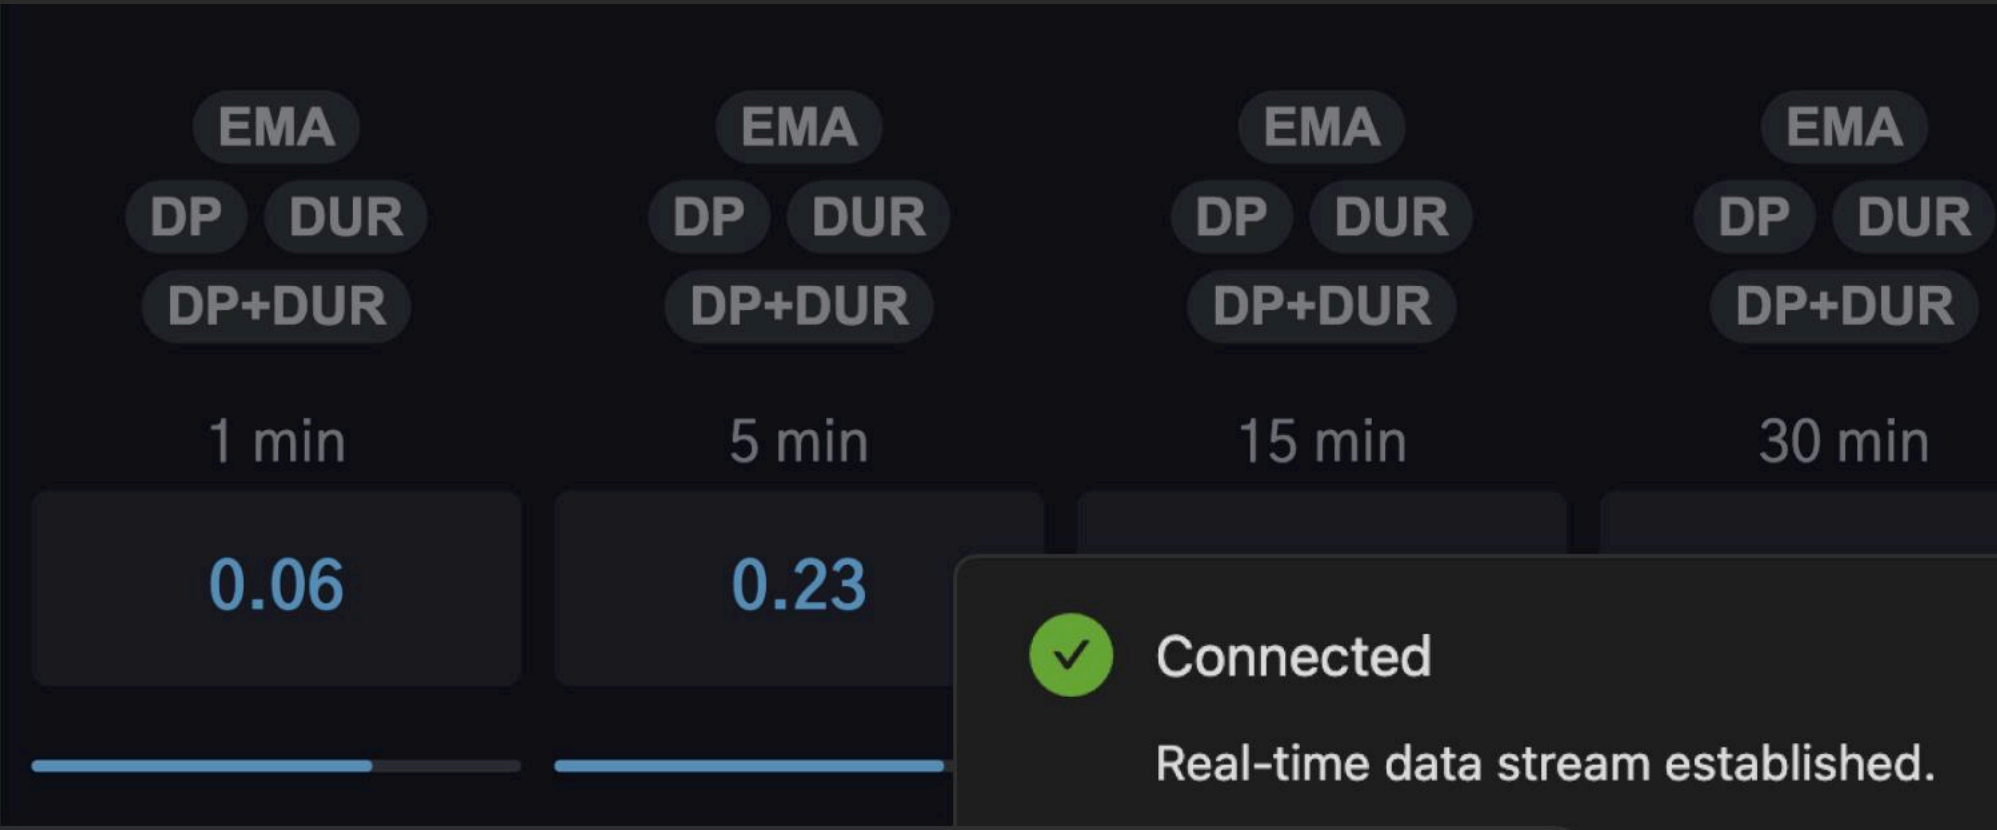 EMA EMA EMA EMA
DP DUR DP DUR DP DUR DP DUR
DP+DUR DP+DUR DP+DUR DP+DUR
1 min 5 min 15 min 30 min
0.06 0.23
Connected
Real-time data stream established.